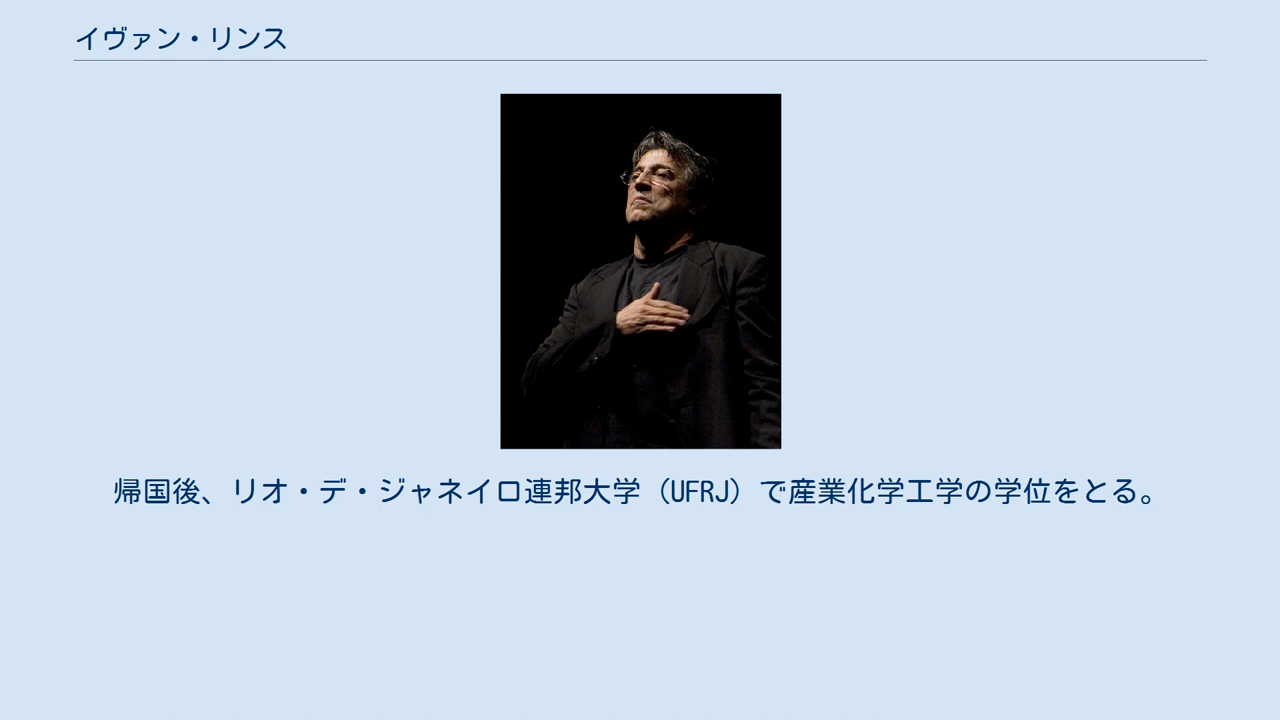 イヴァン・リンス
帰国後、リオ・デ・ジャネイロ連邦大学（UFRJ）で産業化学工学の学位をとる。